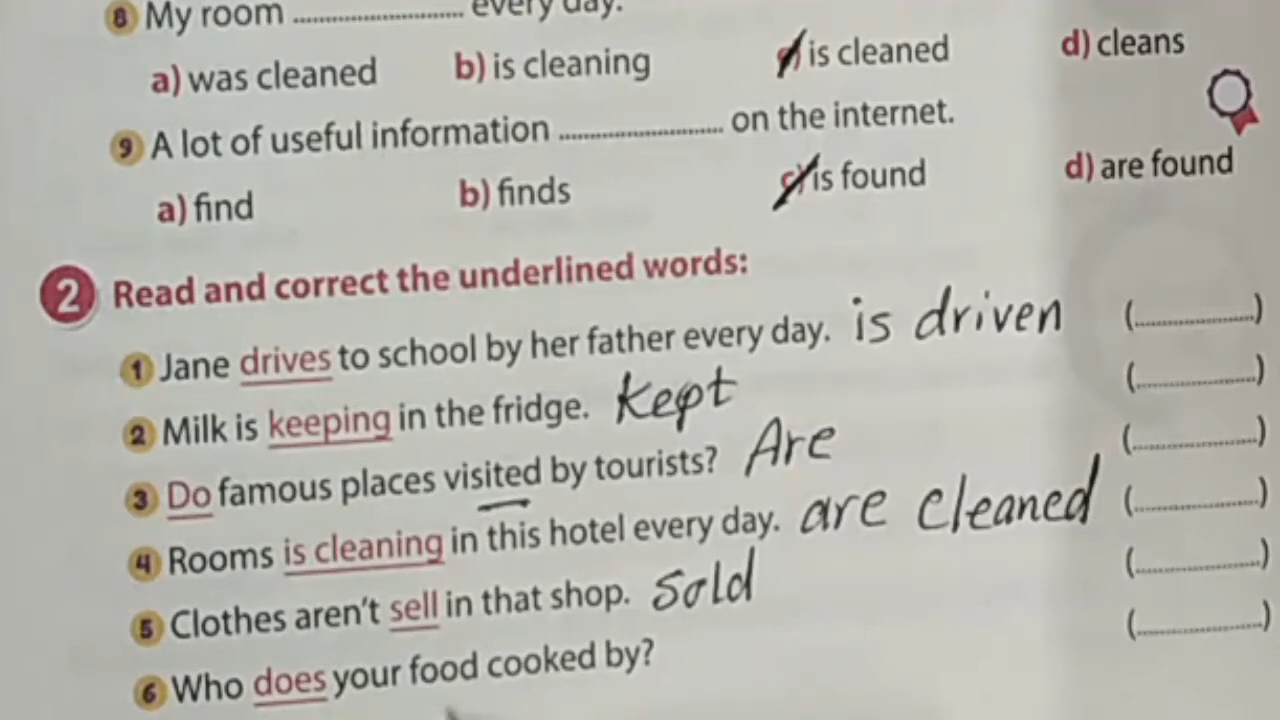 8 My room ........................ every day.
a) was cleaned b) is cleaning c) is cleaned d) cleans
9 A lot of useful information ........................ on the internet.
a) find b) finds c) is found d) are found
2 Read and correct the underlined words:
1 Jane drives to school by her father every day. is driven (..................)
2 Milk is keeping in the fridge. kept (..................)
3 Do famous places visited by tourists? Are (..................)
4 Rooms is cleaning in this hotel every day. are cleaned (..................)
5 Clothes aren't sell in that shop. sold (..................)
6 Who does your food cooked by? (..................)